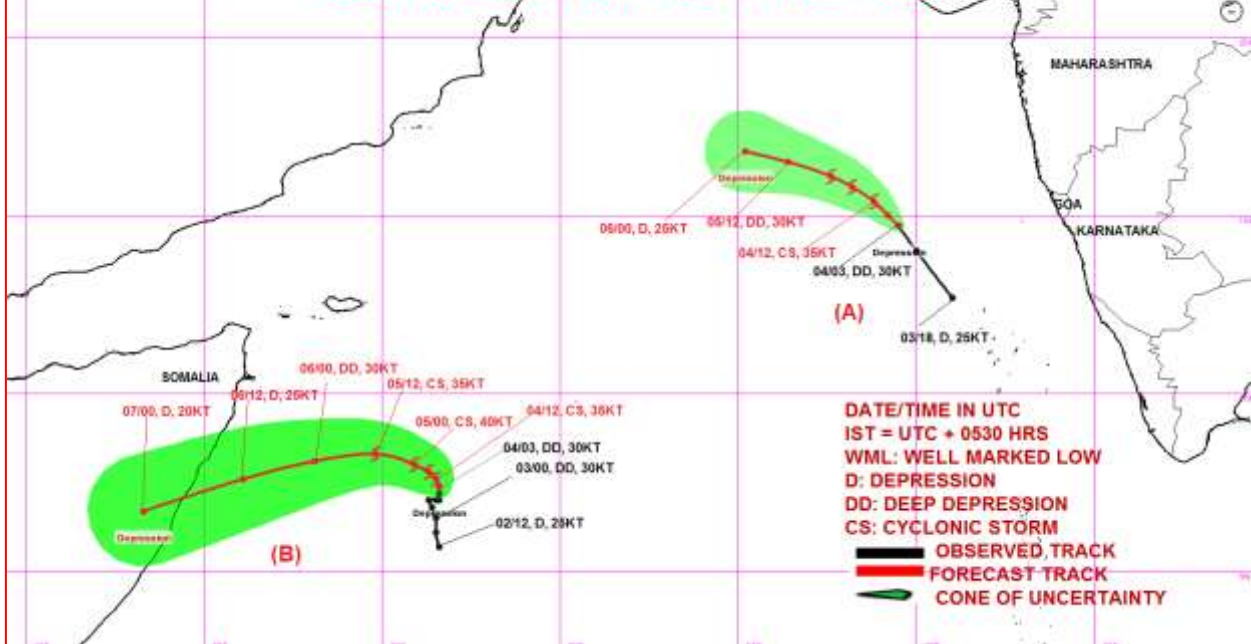 MAHARASHTRA
GOA
KARNATAKA
Depression
06/00, D, 25KT
05/12, DD, 30KT
04/12, CS, 35KT
Depression
04/03, DD, 30KT
(A)
03/18, D, 25KT
SOMALIA
06/00, DD, 30KT
05/12, CS, 35KT
06/12, D, 25KT
07/00, D, 20KT
04/12, CS, 35KT
05/00, CS, 40KT
04/03, DD, 30KT
03/00, DD, 30KT
Depression
02/12, D, 25KT
Depression
(B)
DATE/TIME IN UTC
IST = UTC + 0530 HRS
WML: WELL MARKED LOW
D: DEPRESSION
DD: DEEP DEPRESSION
CS: CYCLONIC STORM
OBSERVED TRACK
FORECAST TRACK
CONE OF UNCERTAINTY